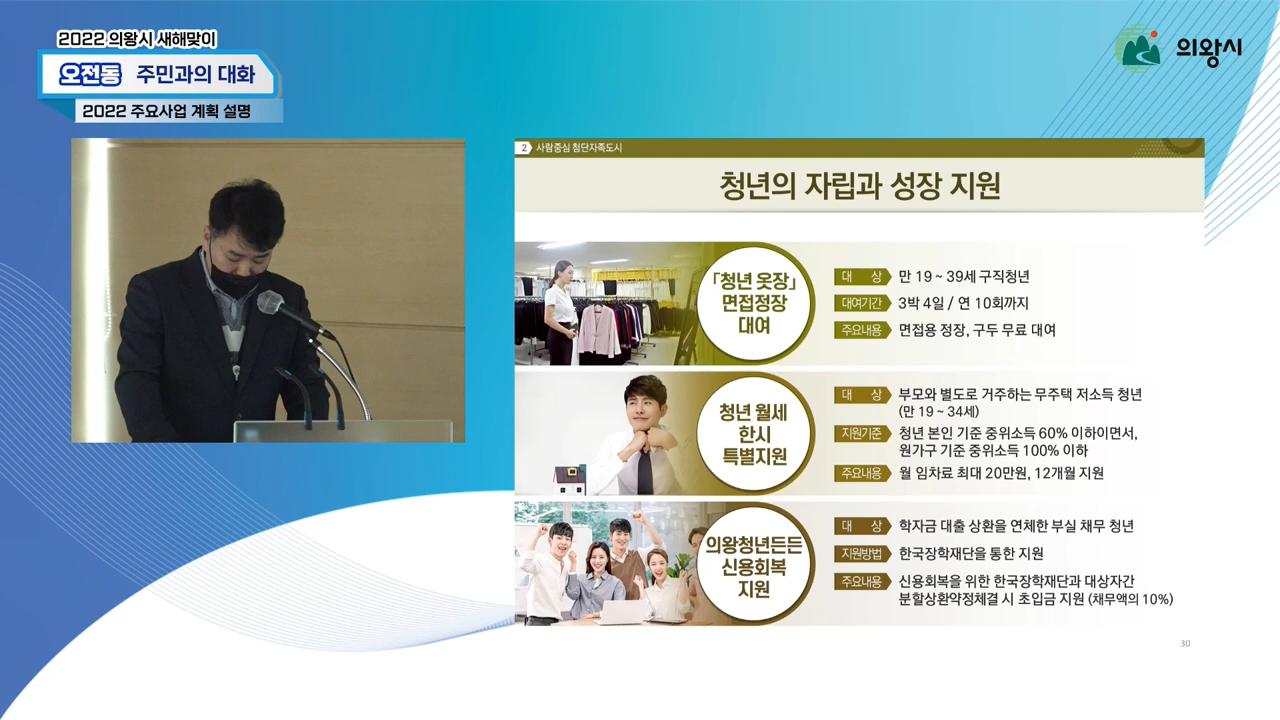 2022 의왕시 새해맞이
오전동 주민과의 대화
2022 주요사업 계획 설명
의왕시
2 사람중심 첨단자족도시
청년의 자립과 성장 지원
「청년 옷장」
면접정장
대여
대 상 만 19 ~ 39세 구직청년
대여기간 3박 4일 / 연 10회까지
주요내용 면접용 정장, 구두 무료 대여
청년 월세
한시
특별지원
대 상 부모와 별도로 거주하는 무주택 저소득 청년
(만 19 ~ 34세)
지원기준 청년 본인 기준 중위소득 60% 이하이면서,
원가구 기준 중위소득 100% 이하
주요내용 월 임차료 최대 20만원, 12개월 지원
의왕청년든든
신용회복
지원
대 상 학자금 대출 상환을 연체한 부실 채무 청년
지원방법 한국장학재단을 통한 지원
주요내용 신용회복을 위한 한국장학재단과 대상자간
분할상환약정체결 시 초입금 지원 (채무액의 10%)
30